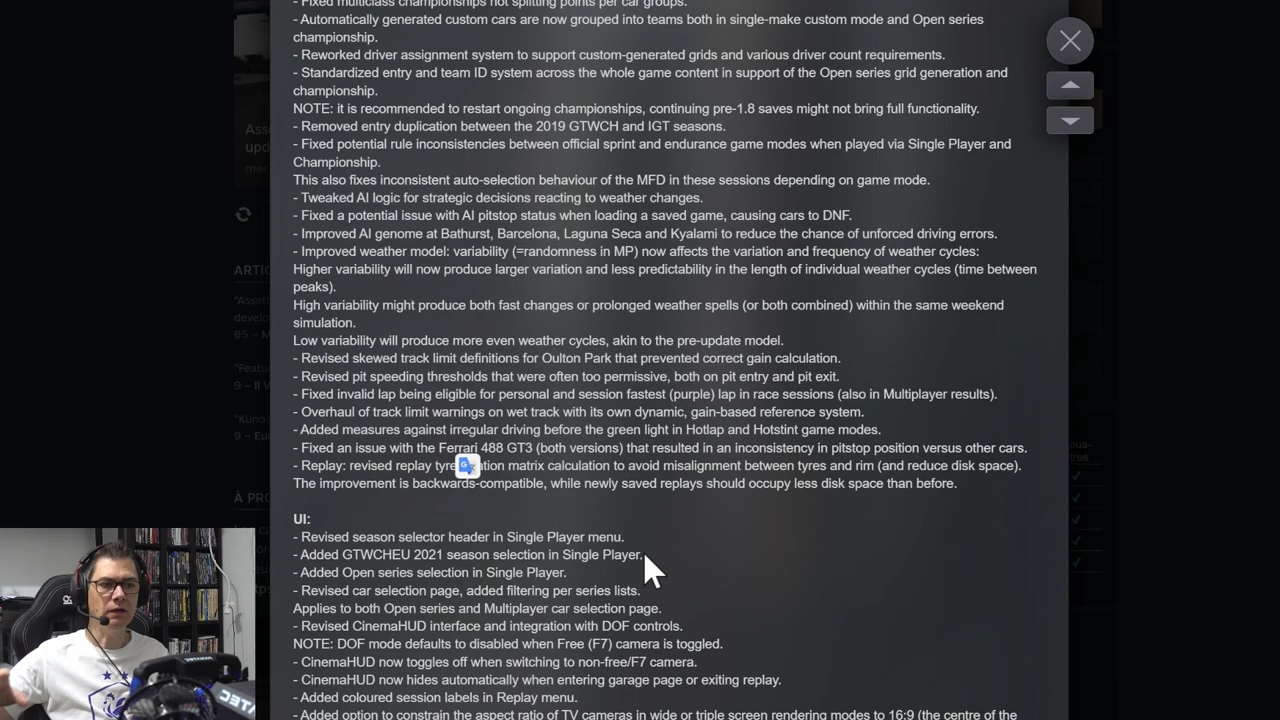 - Fixed multiclass championships not splitting points per car groups.
- Automatically generated custom cars are now grouped into teams both in single-make custom mode and Open series
championship.
- Reworked driver assignment system to support custom-generated grids and various driver count requirements.
- Standardized entry and team ID system across the whole game content in support of the Open series grid generation and
championship.
NOTE: it is recommended to restart ongoing championships, continuing pre-1.8 saves might not bring full functionality.
- Removed entry duplication between the 2019 GTWCH and IGT seasons.
- Fixed potential rule inconsistencies between official sprint and endurance game modes when played via Single Player and
Championship.
This also fixes inconsistent auto-selection behaviour of the MFD in these sessions depending on game mode.
- Tweaked AI logic for strategic decisions reacting to weather changes.
- Fixed a potential issue with AI pitstop status when loading a saved game, causing cars to DNF.
- Improved AI genome at Bathurst, Barcelona, Laguna Seca and Kyalami to reduce the chance of unforced driving errors.
- Improved weather model: variability (=randomness in MP) now affects the variation and frequency of weather cycles:
Higher variability will now produce larger variation and less predictability in the length of individual weather cycles (time between
peaks).
High variability might produce both fast changes or prolonged weather spells (or both combined) within the same weekend
simulation.
Low variability will produce more even weather cycles, akin to the pre-update model.
- Revised skewed track limit definitions for Oulton Park that prevented correct gain calculation.
- Revised pit speeding thresholds that were often too permissive, both on pit entry and pit exit.
- Fixed invalid lap being eligible for personal and session fastest (purple) lap in race sessions (also in Multiplayer results).
- Overhaul of track limit warnings on wet track with its own dynamic, gain-based reference system.
- Added measures against irregular driving before the green light in Hotlap and Hotstint game modes.
- Fixed an issue with the Ferrari 488 GT3 (both versions) that resulted in an inconsistency in pitstop position versus other cars.
- Replay: revised replay tyre matrix calculation to avoid misalignment between tyres and rim (and reduce disk space).
The improvement is backwards-compatible, while newly saved replays should occupy less disk space than before.
UI:
- Revised season selector header in Single Player menu.
- Added GTWCHEU 2021 season selection in Single Player.
- Added Open series selection in Single Player.
- Revised car selection page, added filtering per series lists.
Applies to both Open series and Multiplayer car selection page.
- Revised CinemaHUD interface and integration with DOF controls.
NOTE: DOF mode defaults to disabled when Free (F7) camera is toggled.
- CinemaHUD now toggles off when switching to non-free/F7 camera.
- CinemaHUD now hides automatically when entering garage page or exiting replay.
- Added coloured session labels in Replay menu.
- Added option to constrain the aspect ratio of TV cameras in wide or triple screen rendering modes to 16:9 (the centre of the